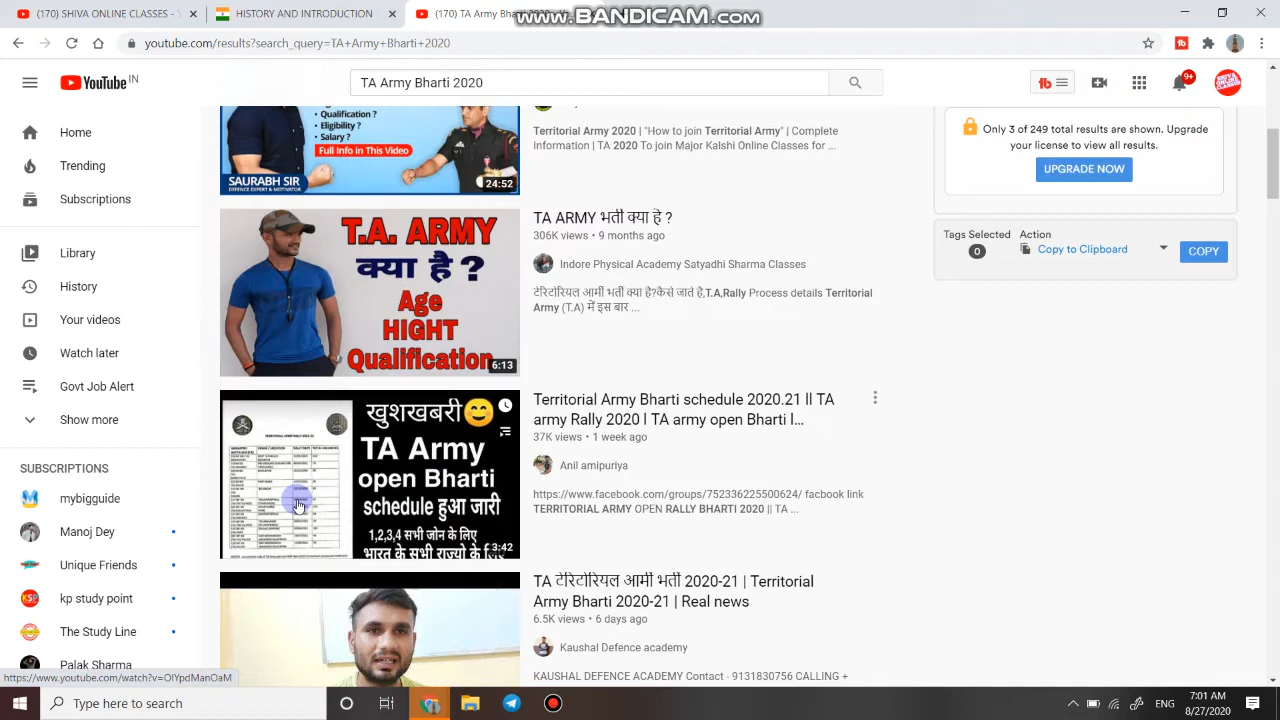 (170) YouTube
HISTORY OF INDIAN
(170) TA Army Bharti 2020
www.BANDICAM.com
youtube.com/results?search_query=TA+Army+Bharti+2020
YouTube IN
TA Army Bharti 2020
9+
Home
Trending
Subscriptions
Library
History
Your videos
Watch later
Govt Job Alert
Show more
SUBSCRIPTIONS
mybigguide
Manoj Dey
Unique Friends
kp study point
The Study Line
Palak Sharma
Qualification ?
• Eligibility ?
• Salary ?
Full Info in This Video
SAURABH SIR
DEFENCE EXPERT & MOTIVATOR
24:52
Territorial Army 2020 | "How to join Territorial Army" | Complete
Information | TA 2020 To join Major Kalshi Online Classes for ...
T.A. ARMY
क्या है ?
Age
HIGHT
Qualification
6:13
TA ARMY भर्ती क्या है ?
306K views • 9 months ago
Indore Physical Academy Satyadhi Sharma Classes
टेरिटोरियल आर्मी भर्ती क्या है?कैसे जाते है,T.A,Rally Process details Territorial
Army (T.A) में इस बार ...
खुशखबरी
TA Army
open Bharti
schedule हुआ जारी
1,2,3,4 सभी जोन के लिए
भारत के सभी राज्यो के लिए
3:42
Territorial Army Bharti schedule 2020.21 ll TA
army Rally 2020 l TA army open Bharti l...
37K views • 1 week ago
Anil amipuriya
https://www.facebook.com/groups/752336225500624/ facbook link
TERRITORIAL ARMY OPEN RALLY BHARTI 2020 || TA ...
TA टेरिटोरियल आर्मी भर्ती 2020-21 | Territorial
Army Bharti 2020-21 | Real news
6.5K views • 6 days ago
Kaushal Defence academy
KAUSHAL DEFENCE ACADEMY Contact - 9131830756 CALLING +
Only 3 of 249 total results are shown. Upgrade
your license to view all results.
UPGRADE NOW
Tags Selected
0
Action
Copy to Clipboard
COPY
https://www.youtube.com/watch?v=OIYpdManOaM
Type here to search
ENG
7:01 AM
8/27/2020